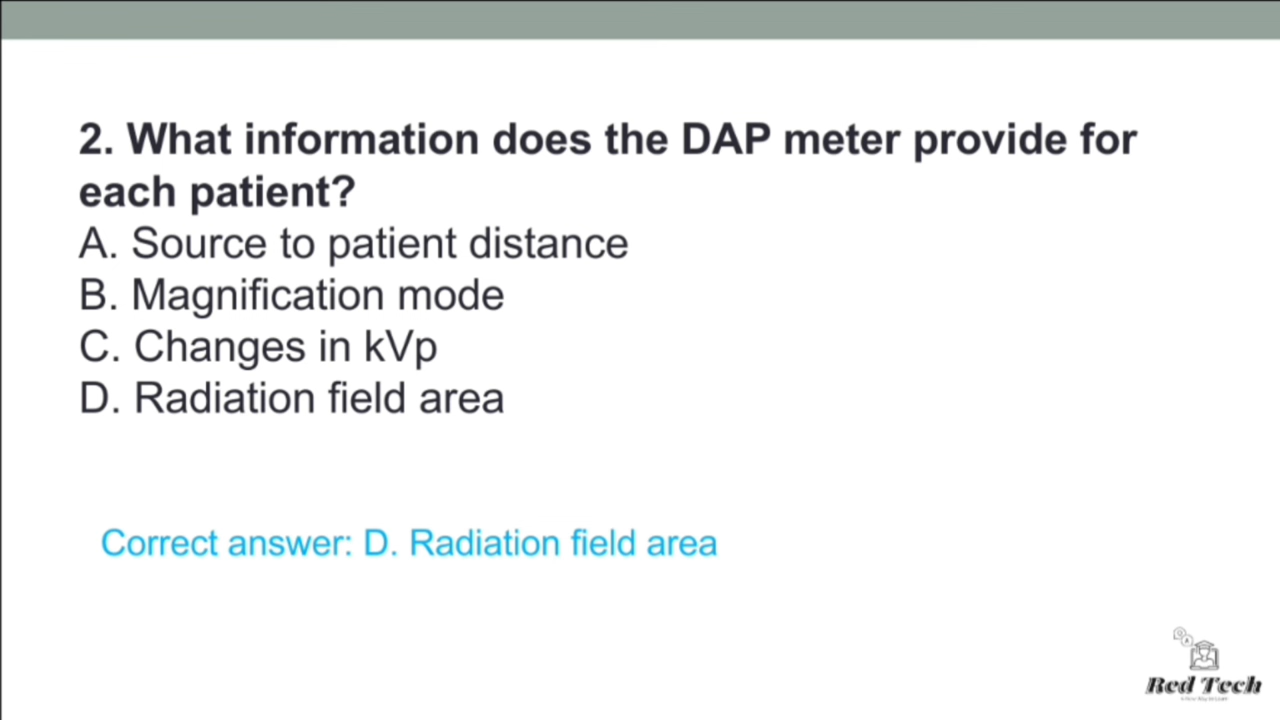 2. What information does the DAP meter provide for
each patient?
A. Source to patient distance
B. Magnification mode
C. Changes in kVp
D. Radiation field area
Correct answer: D. Radiation field area
Red Tech